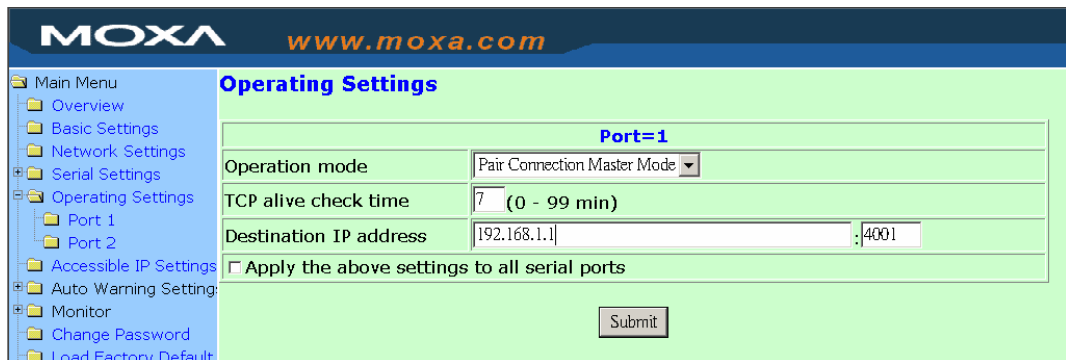 MOXA www.moxa.com
Main Menu
Overview
Basic Settings
Network Settings
Serial Settings
Operating Settings
Port 1
Port 2
Accessible IP Settings
Auto Warning Setting
Monitor
Change Password
Load Factory Default
Operating Settings
Port=1
Operation mode Pair Connection Master Mode
TCP alive check time 7 (0 - 99 min)
Destination IP address 192.168.1.1 : 4001
Apply the above settings to all serial ports
Submit